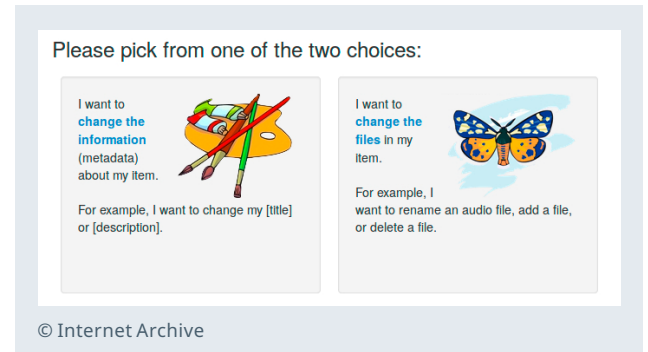 Please pick from one of the two choices:
I want to
change the
information
(metadata)
about my item.
For example, I want to change my [title]
or [description].
I want to
change the
files in my
item.
For example, I
want to rename an audio file, add a file,
or delete a file.
© Internet Archive